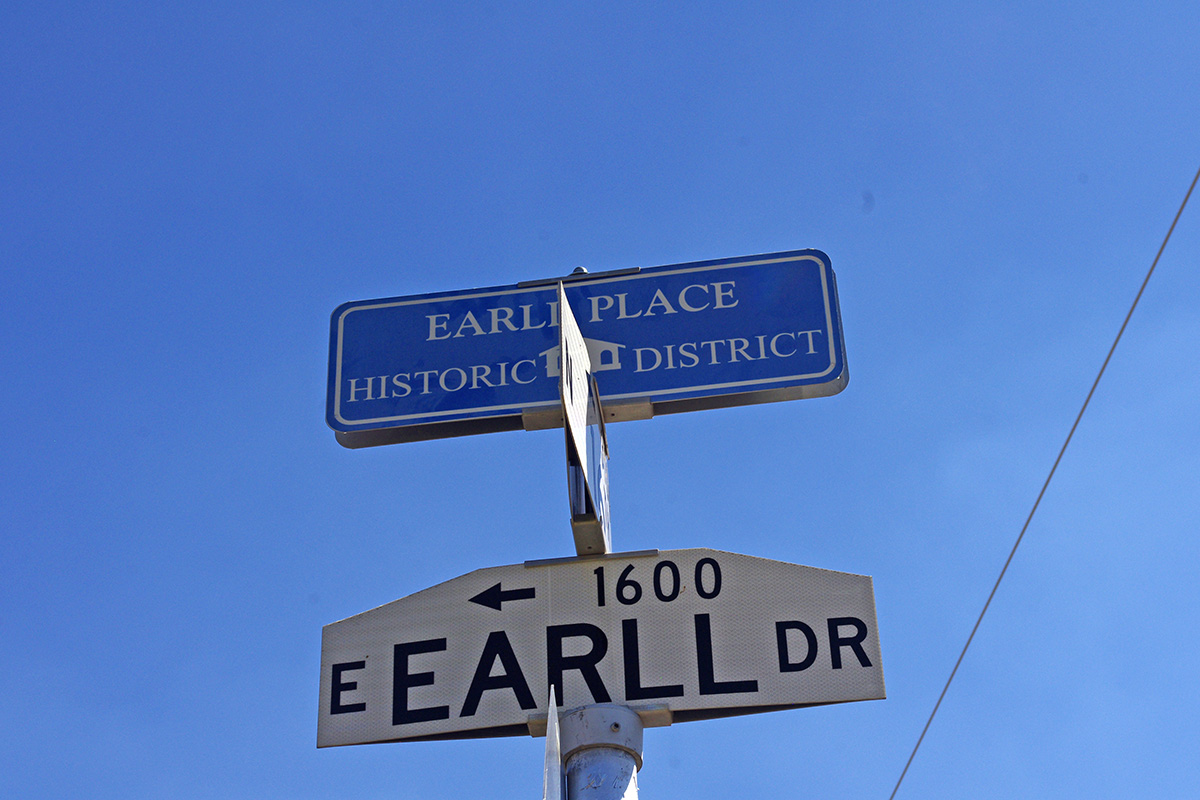 EARLL PLACE
HISTORIC DISTRICT
← 1600
E EARLL DR